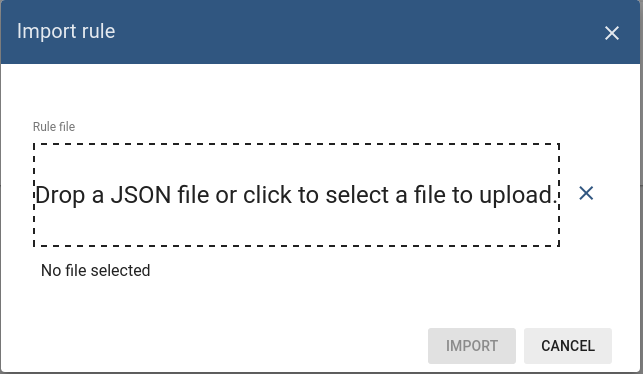 Import rule
Rule file
Drop a JSON file or click to select a file to upload.
No file selected
IMPORT
CANCEL